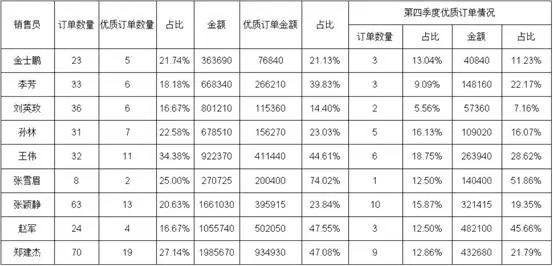 销售员 订单数量 优质订单数量 占比 金额 优质订单金额 占比 第四季度优质订单情况
订单数量 占比 金额 占比
金士鹏 23 5 21.74% 363690 76840 21.13% 3 13.04% 40840 11.23%
李芳 33 6 18.18% 668340 266210 39.83% 3 9.09% 148160 22.17%
刘英玫 36 6 16.67% 801210 115360 14.40% 2 5.56% 57360 7.16%
孙林 31 7 22.58% 678510 156270 23.03% 5 16.13% 109020 16.07%
王伟 32 11 34.38% 922370 411440 44.61% 6 18.75% 263940 28.62%
张雪眉 8 2 25.00% 270725 200400 74.02% 1 12.50% 140400 51.86%
张颖静 63 13 20.63% 1661030 395915 23.84% 10 15.87% 321415 19.35%
赵军 24 4 16.67% 1055740 502050 47.55% 3 12.50% 482100 45.66%
郑建杰 70 19 27.14% 1985670 934930 47.08% 9 12.86% 432680 21.79%